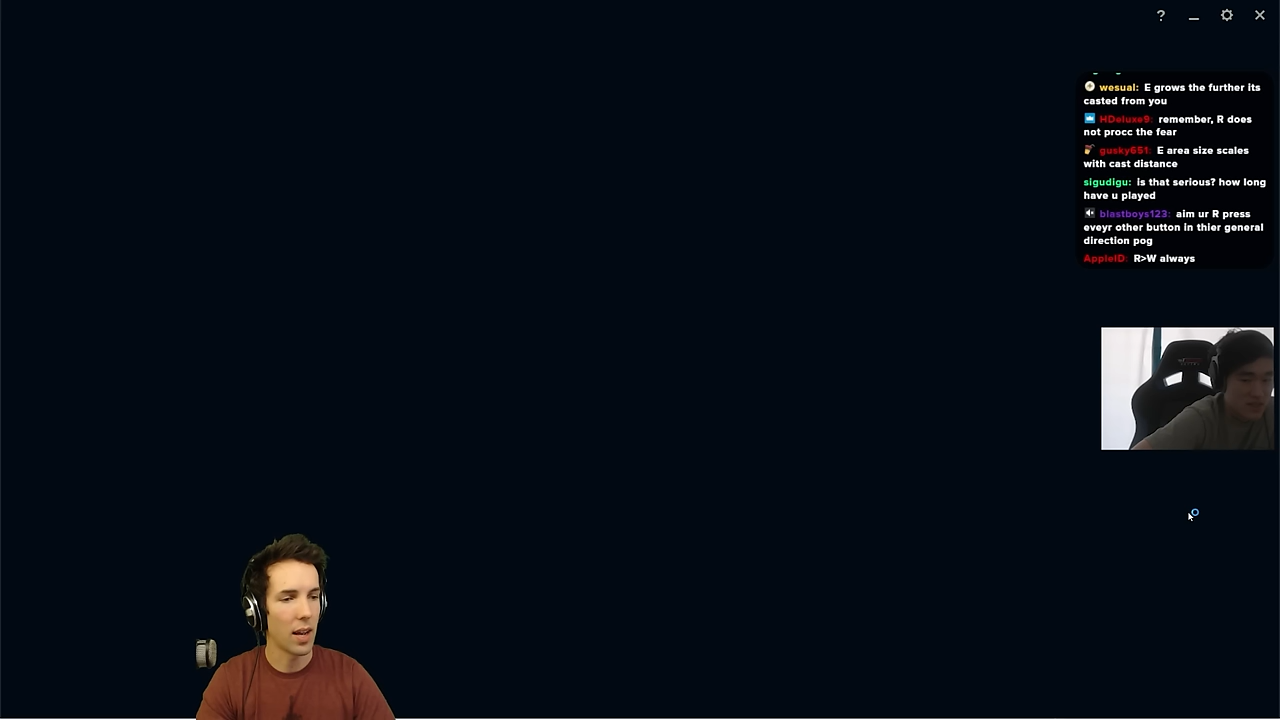 ?
wesual: E grows the further its
casted from you
HDeluxe9: remember, R does
not procc the fear
gusky651: E area size scales
with cast distance
sigudigu: is that serious? how long
have u played
blastboys123: aim ur R press
eveyr other button in thier general
direction pog
AppleID: R>W always